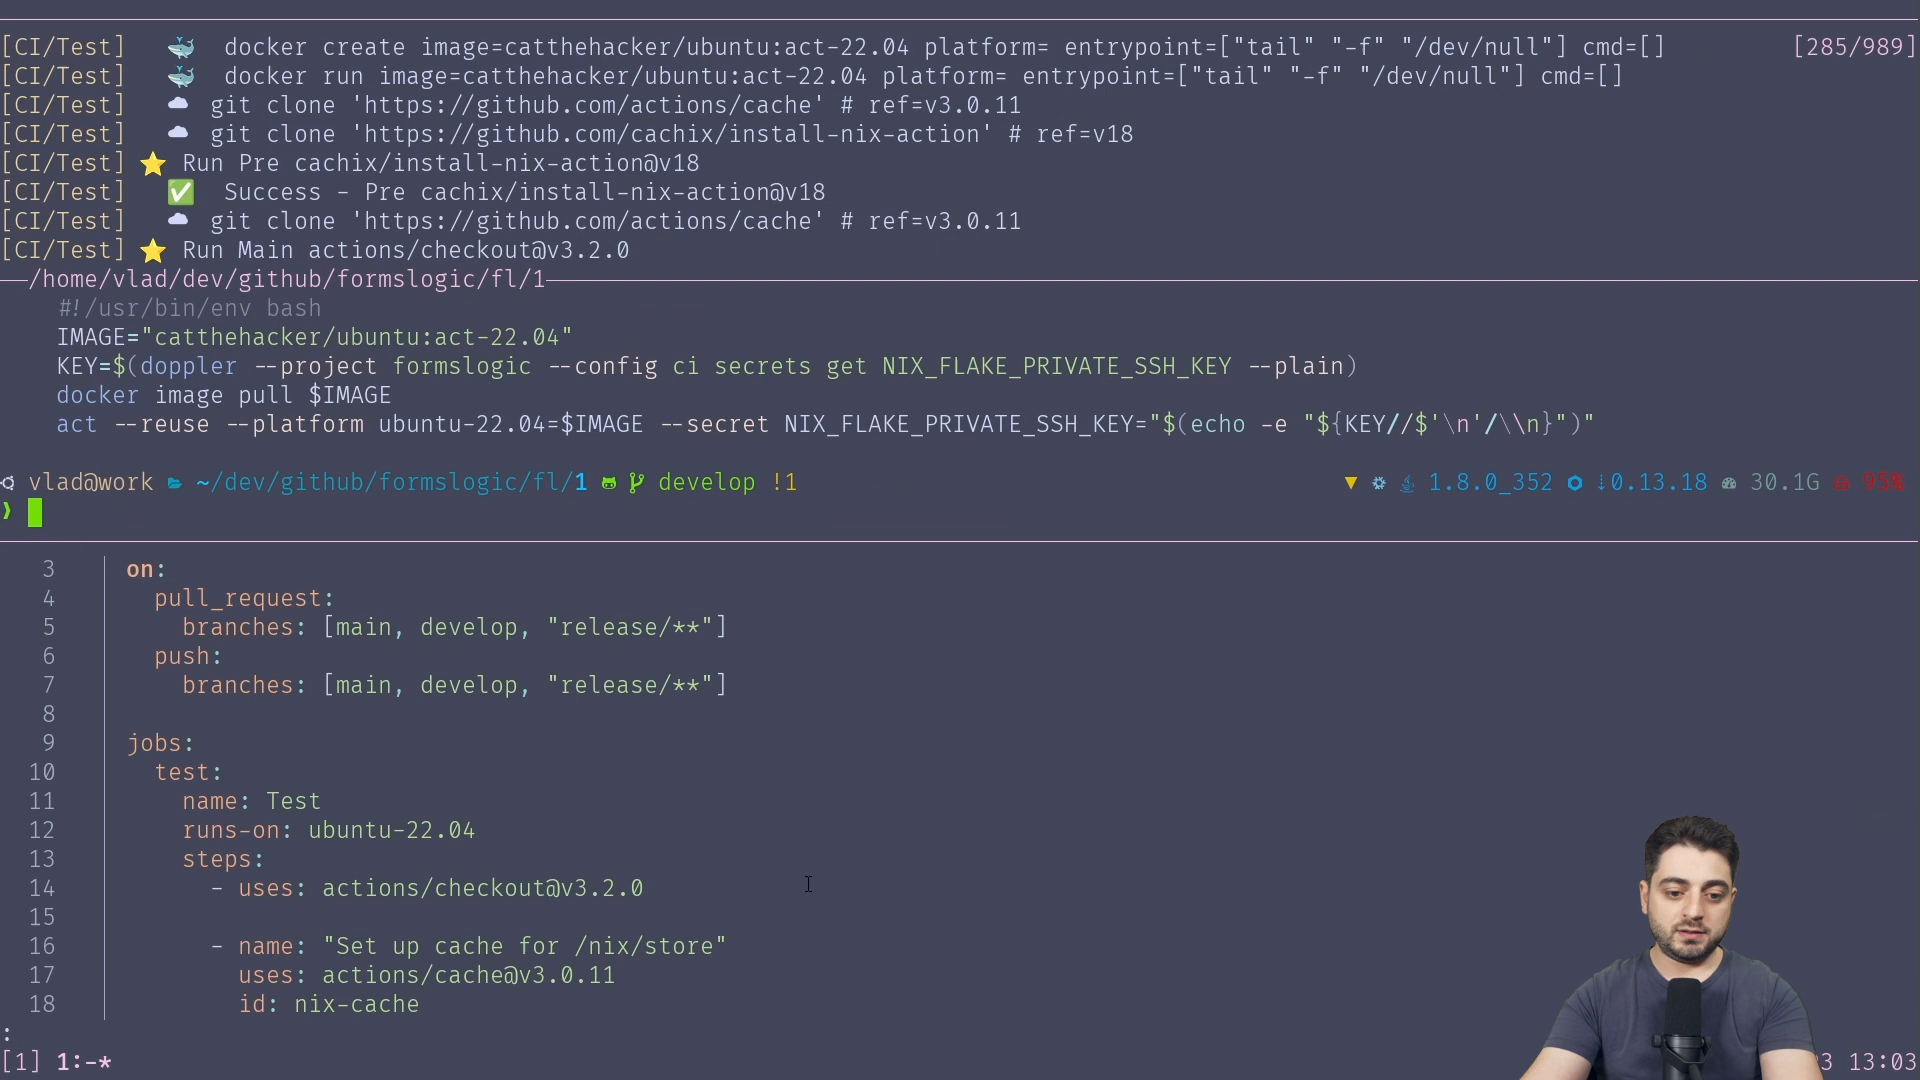 [CI/Test] 🐳 docker create image=catthehacker/ubuntu:act-22.04 platform= entrypoint=["tail" "-f" "/dev/null"] cmd=[] [285/989]
[CI/Test] 🐳 docker run image=catthehacker/ubuntu:act-22.04 platform= entrypoint=["tail" "-f" "/dev/null"] cmd=[]
[CI/Test] ☁ git clone 'https://github.com/actions/cache' # ref=v3.0.11
[CI/Test] ☁ git clone 'https://github.com/cachix/install-nix-action' # ref=v18
[CI/Test] ⭐ Run Pre cachix/install-nix-action@v18
[CI/Test] ✅ Success - Pre cachix/install-nix-action@v18
[CI/Test] ☁ git clone 'https://github.com/actions/cache' # ref=v3.0.11
[CI/Test] ⭐ Run Main actions/checkout@v3.2.0
/home/vlad/dev/github/formslogic/fl/1
#!/usr/bin/env bash
IMAGE="catthehacker/ubuntu:act-22.04"
KEY=$(doppler --project formslogic --config ci secrets get NIX_FLAKE_PRIVATE_SSH_KEY --plain)
docker image pull $IMAGE
act --reuse --platform ubuntu-22.04=$IMAGE --secret NIX_FLAKE_PRIVATE_SSH_KEY="$(echo -e "${KEY//$'\n'/\\n}")"
vlad@work ~/dev/github/formslogic/fl/1 develop !1 ▼ 1.8.0_352 ⇣0.13.18 30.1G 95%
❯
3 on:
4 pull_request:
5 branches: [main, develop, "release/**"]
6 push:
7 branches: [main, develop, "release/**"]
8
9 jobs:
10 test:
11 name: Test
12 runs-on: ubuntu-22.04
13 steps:
14 - uses: actions/checkout@v3.2.0
15
16 - name: "Set up cache for /nix/store"
17 uses: actions/cache@v3.0.11
18 id: nix-cache
:
[1] 1:-* 13:03